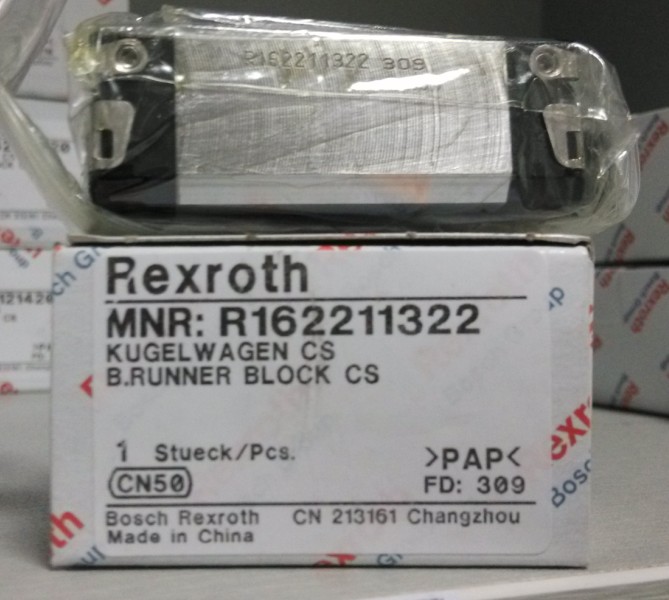 R162211322 309
Rexroth
MNR: R162211322
KUGELWAGEN CS
B.RUNNER BLOCK CS
1 Stueck/Pcs.
>PAP<
CN50
FD: 309
Bosch Rexroth CN 213161 Changzhou
Made in China